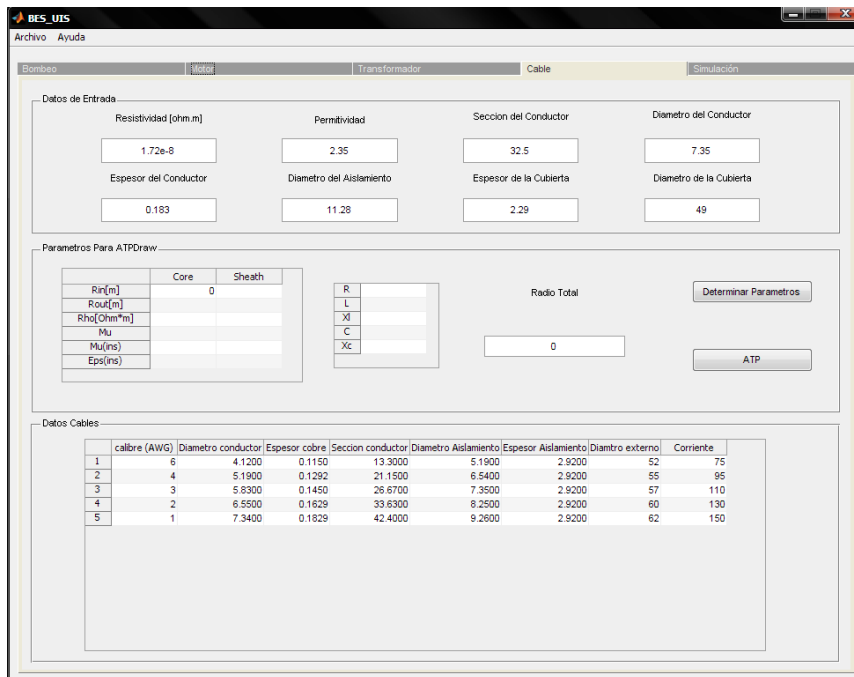 BES_UIS
Archivo Ayuda
Bombeo Motor Transformador Cable Simulación
Datos de Entrada
Resistividad [ohm.m] Permitividad Seccion del Conductor Diametro del Conductor
1.72e-8 2.35 32.5 7.35
Espesor del Conductor Diametro del Aislamiento Espesor de la Cubierta Diametro de la Cubierta
0.183 11.28 2.29 49
Parametros Para ATPDraw
Core Sheath
Rin[m] 0
Rout[m]
Rho[Ohm*m]
Mu
Mu(ins)
Eps(ins)
R
L
Xl
C
Xc
Radio Total
0
Determinar Parametros
ATP
Datos Cables
calibre (AWG) Diametro conductor Espesor cobre Seccion conductor Diametro Aislamiento Espesor Aislamiento Diamtro externo Corriente
1 6 4.1200 0.1150 13.3000 5.1900 2.9200 52 75
2 4 5.1900 0.1292 21.1500 6.5400 2.9200 55 95
3 3 5.8300 0.1450 26.6700 7.3500 2.9200 57 110
4 2 6.5500 0.1629 33.6300 8.2500 2.9200 60 130
5 1 7.3400 0.1829 42.4000 9.2600 2.9200 62 150